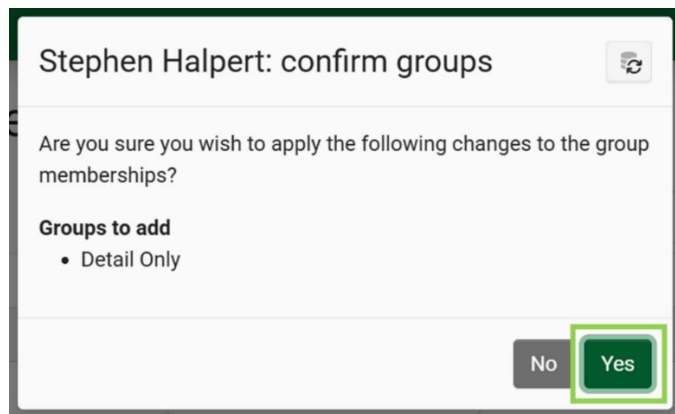 Stephen Halpert: confirm groups
Are you sure you wish to apply the following changes to the group
memberships?
Groups to add
• Detail Only
No
Yes